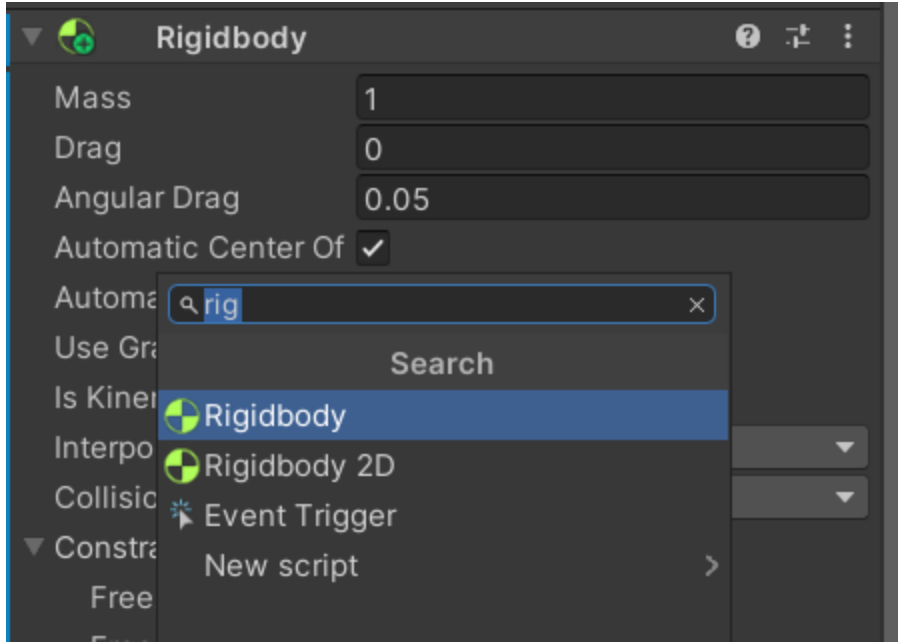 Rigidbody
Mass 1
Drag 0
Angular Drag 0.05
Automatic Center Of
Automa
rig
Use Gra
Search
Is Kiner
Rigidbody
Interpo
Rigidbody 2D
Collisio
Event Trigger
Constra
New script
Free